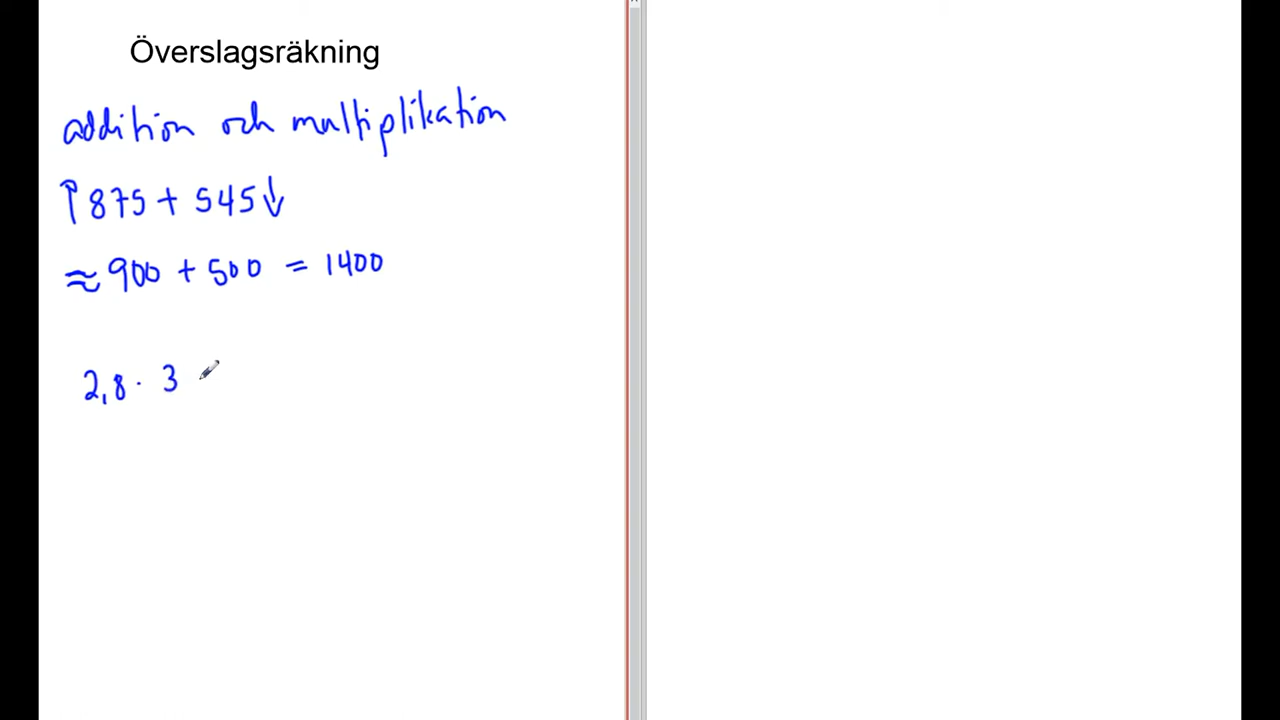 Överslagsräkning
addition och multiplikation
↑875 + 545↓
≈ 900 + 500 = 1400
2,8 · 3